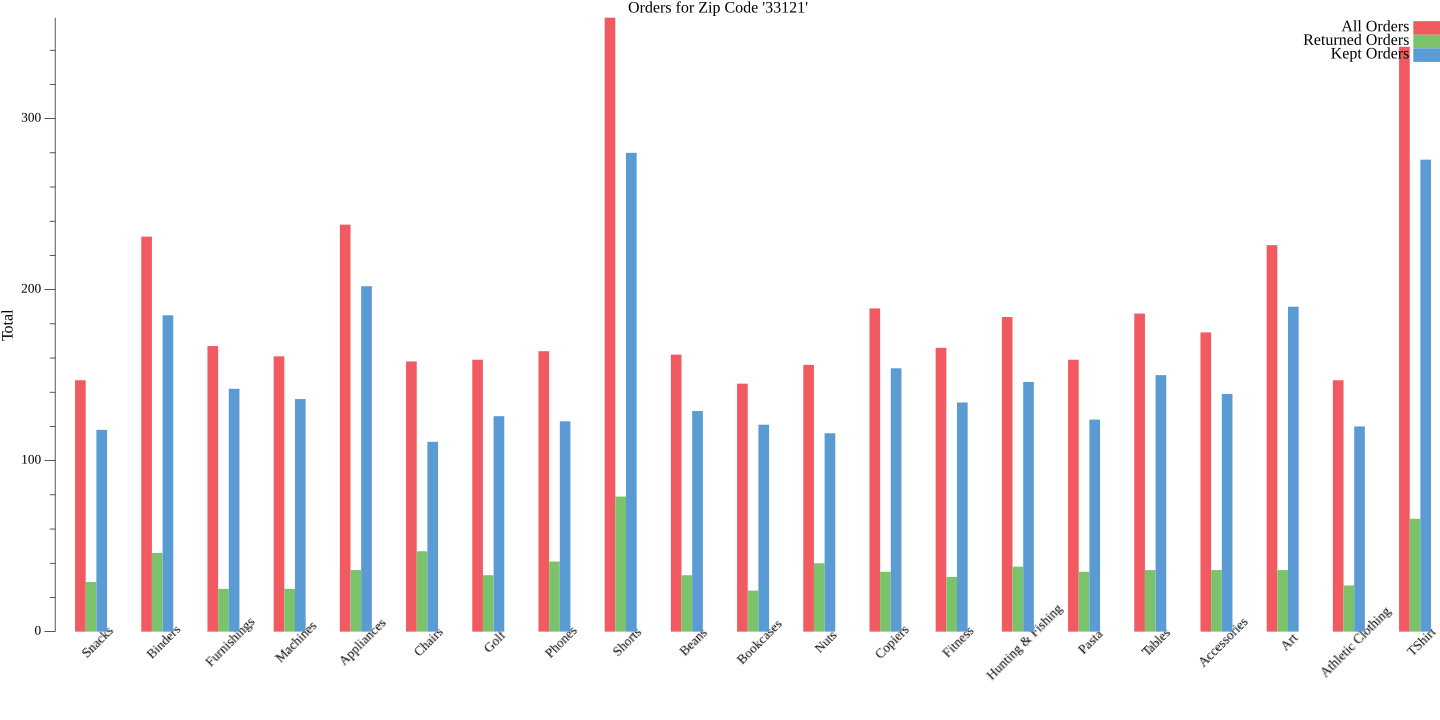 Orders for Zip Code '33121'
All Orders
Returned Orders
Kept Orders
Total
300
200
100
0
Snacks
Binders
Furnishings
Machines
Appliances
Chairs
Golf
Phones
Shorts
Beans
Bookcases
Nuts
Copiers
Fitness
Hunting & Fishing
Pasta
Tables
Accessories
Art
Athletic Clothing
TShirt